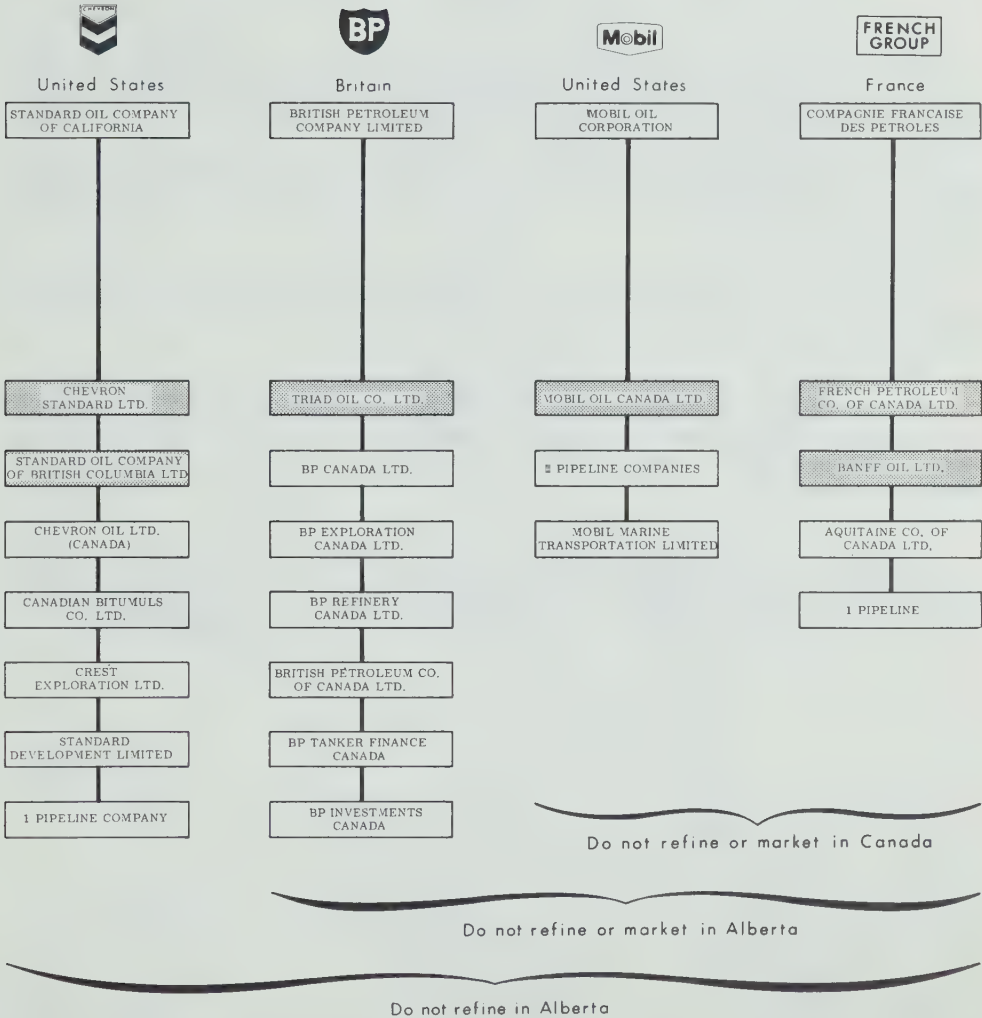 CHEVRON
BP
Mobil
FRENCH
GROUP
United States
Britain
United States
France
STANDARD OIL COMPANY
OF CALIFORNIA
BRITISH PETROLEUM
COMPANY LIMITED
MOBIL OIL
CORPORATION
COMPAGNIE FRANCAISE
DES PETROLES
CHEVRON
STANDARD LTD.
TRIAD OIL CO. LTD.
MOBIL OIL CANADA LTD.
FRENCH PETROLEUM
CO. OF CANADA LTD.
STANDARD OIL COMPANY
OF BRITISH COLUMBIA LTD
BP CANADA LTD.
PIPELINE COMPANIES
BANFF OIL LTD.
CHEVRON OIL LTD.
(CANADA)
BP EXPLORATION
CANADA LTD.
MOBIL MARINE
TRANSPORTATION LIMITED
AQUITAINE CO. OF
CANADA LTD.
CANADIAN BITUMULS
CO. LTD.
BP REFINERY
CANADA LTD.
1 PIPELINE
CREST
EXPLORATION LTD.
BRITISH PETROLEUM CO.
OF CANADA LTD.
STANDARD
DEVELOPMENT LIMITED
BP TANKER FINANCE
CANADA
1 PIPELINE COMPANY
BP INVESTMENTS
CANADA
Do not refine or market in Canada
Do not refine or market in Alberta
Do not refine in Alberta